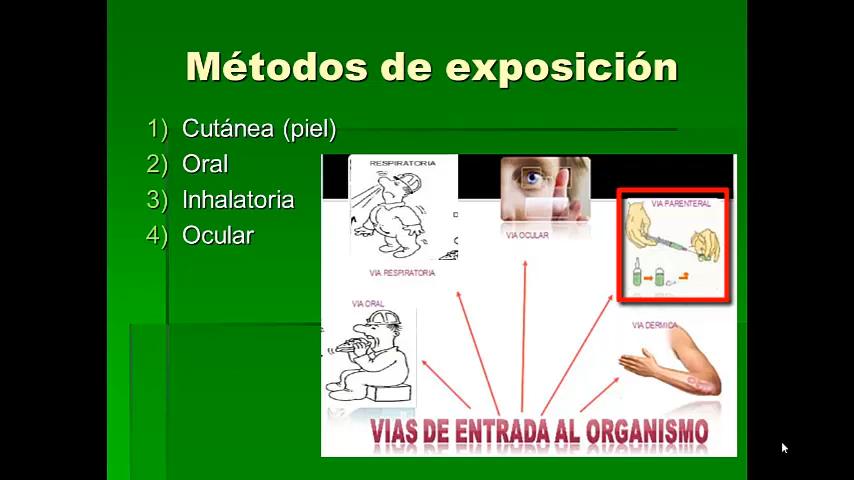 Métodos de exposición
1) Cutánea (piel)
2) Oral
3) Inhalatoria
4) Ocular
RESPIRATORIA
VIA PARENTERAL
VIA OCULAR
VIA RESPIRATORIA
VIA ORAL
VIA DERMICA
VIAS DE ENTRADA AL ORGANISMO